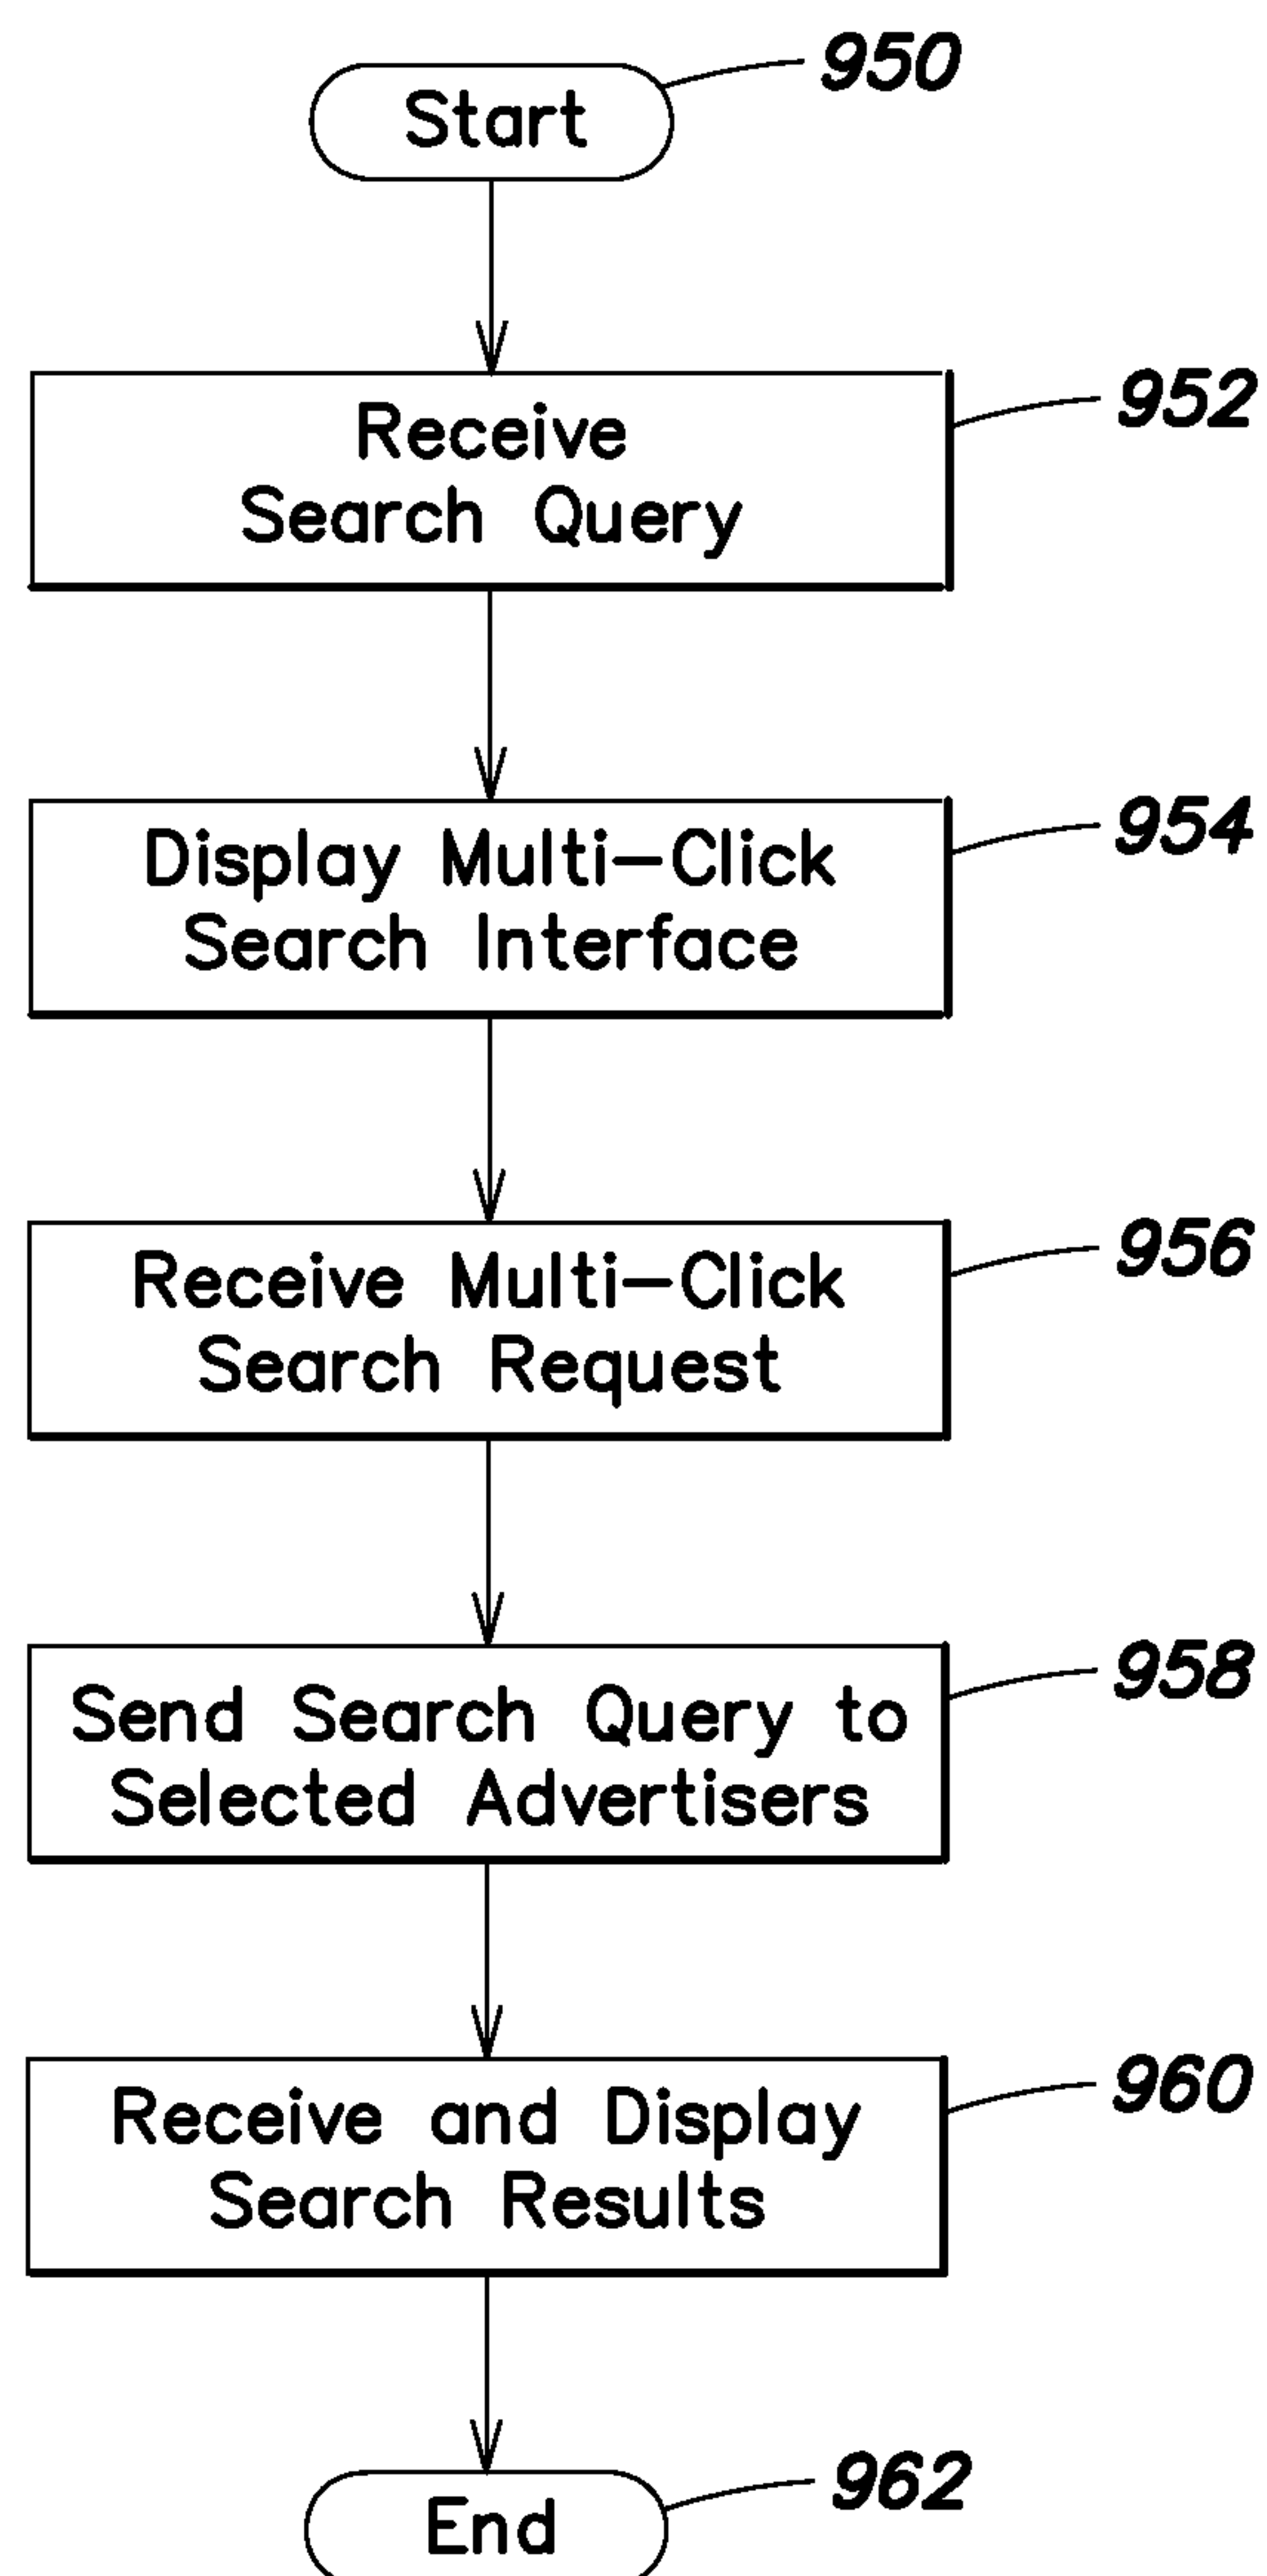 Start
950
Receive
Search Query
952
Display Multi-Click
Search Interface
954
Receive Multi-Click
Search Request
956
Send Search Query to
Selected Advertisers
958
Receive and Display
Search Results
960
End
962